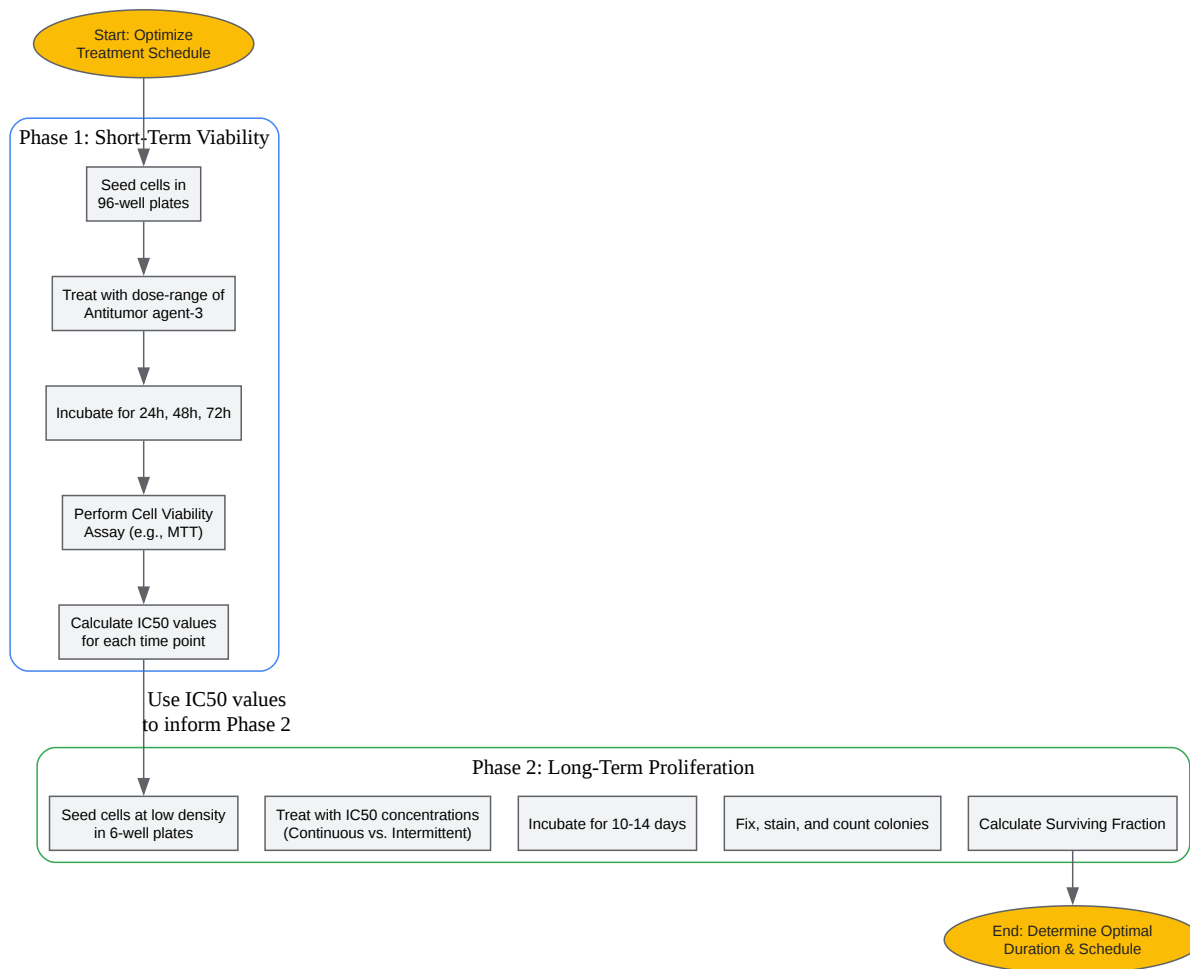 Start: Optimize
Treatment Schedule
Phase 1: Short-Term Viability
Seed cells in
96-well plates
Treat with dose-range of
Antitumor agent-3
Incubate for 24h, 48h, 72h
Perform Cell Viability
Assay (e.g., MTT)
Calculate IC50 values
for each time point
Use IC50 values
to inform Phase 2
Phase 2: Long-Term Proliferation
Seed cells at low density
in 6-well plates
Treat with IC50 concentrations
(Continuous vs. Intermittent)
Incubate for 10-14 days
Fix, stain, and count colonies
Calculate Surviving Fraction
End: Determine Optimal
Duration & Schedule